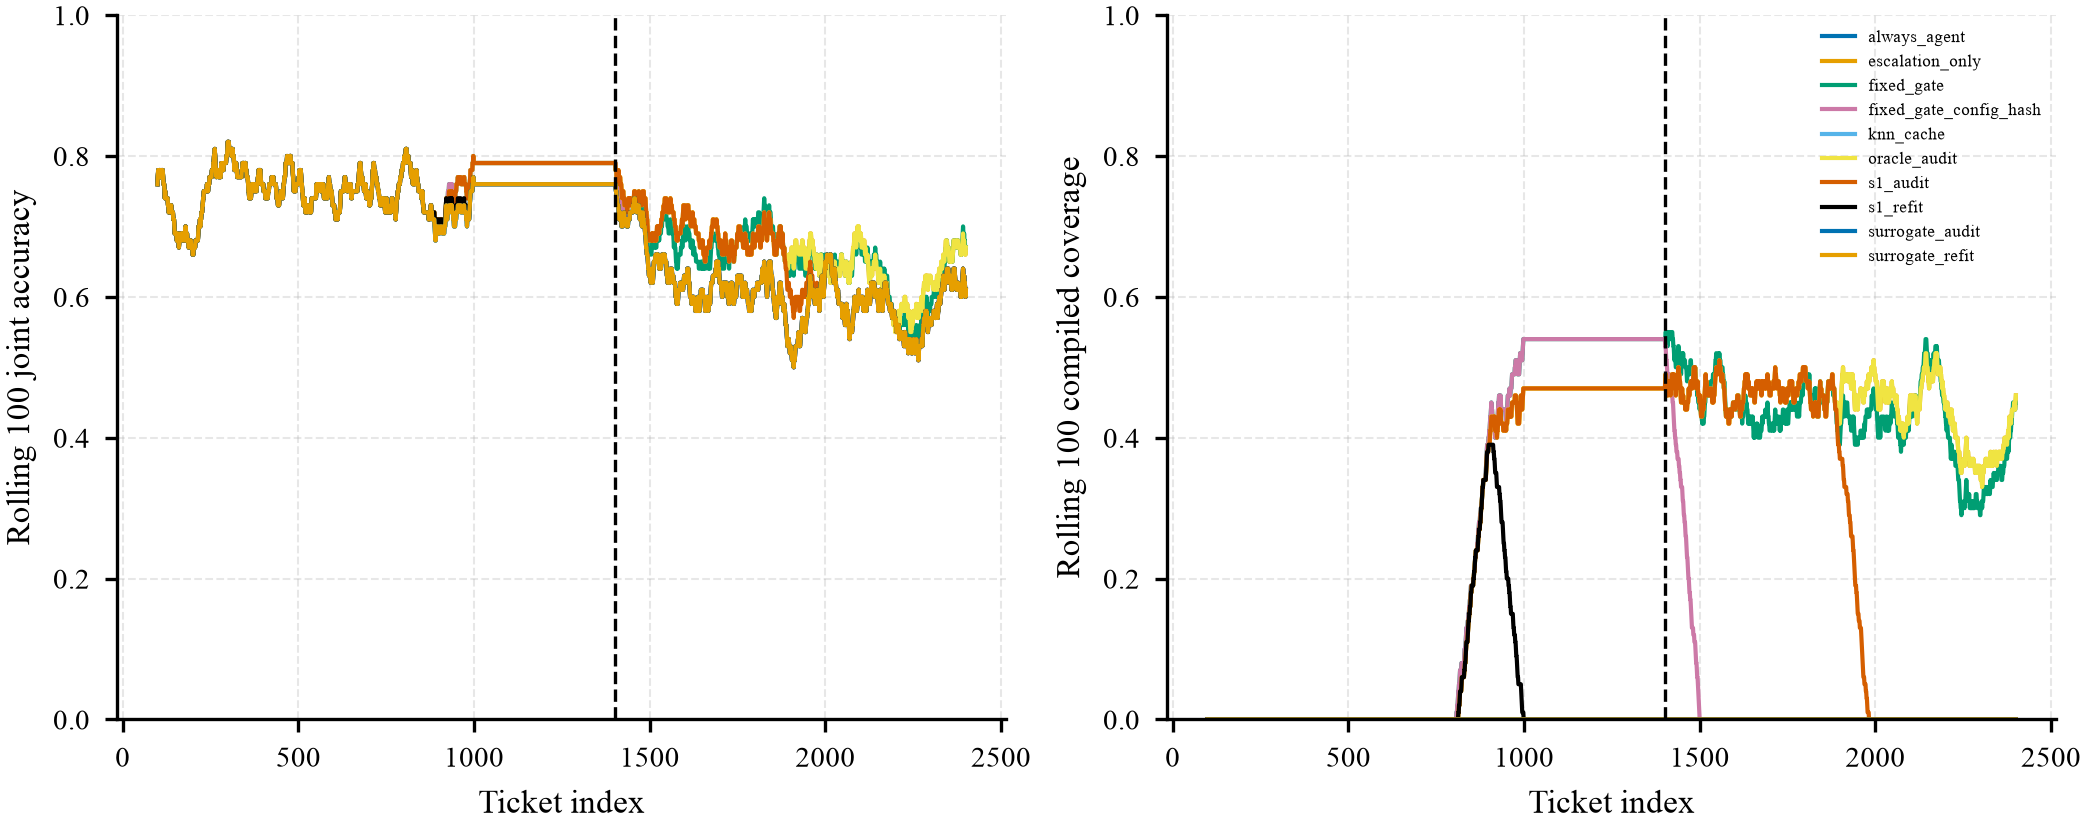 Rolling 100 joint accuracy
1.0
0.8
0.6
0.4
0.2
0.0
0 500 1000 1500 2000 2500
Ticket index
Rolling 100 compiled coverage
1.0
0.8
0.6
0.4
0.2
0.0
0 500 1000 1500 2000 2500
Ticket index
always_agent
escalation_only
fixed_gate
fixed_gate_config_hash
knn_cache
oracle_audit
s1_audit
s1_refit
surrogate_audit
surrogate_refit